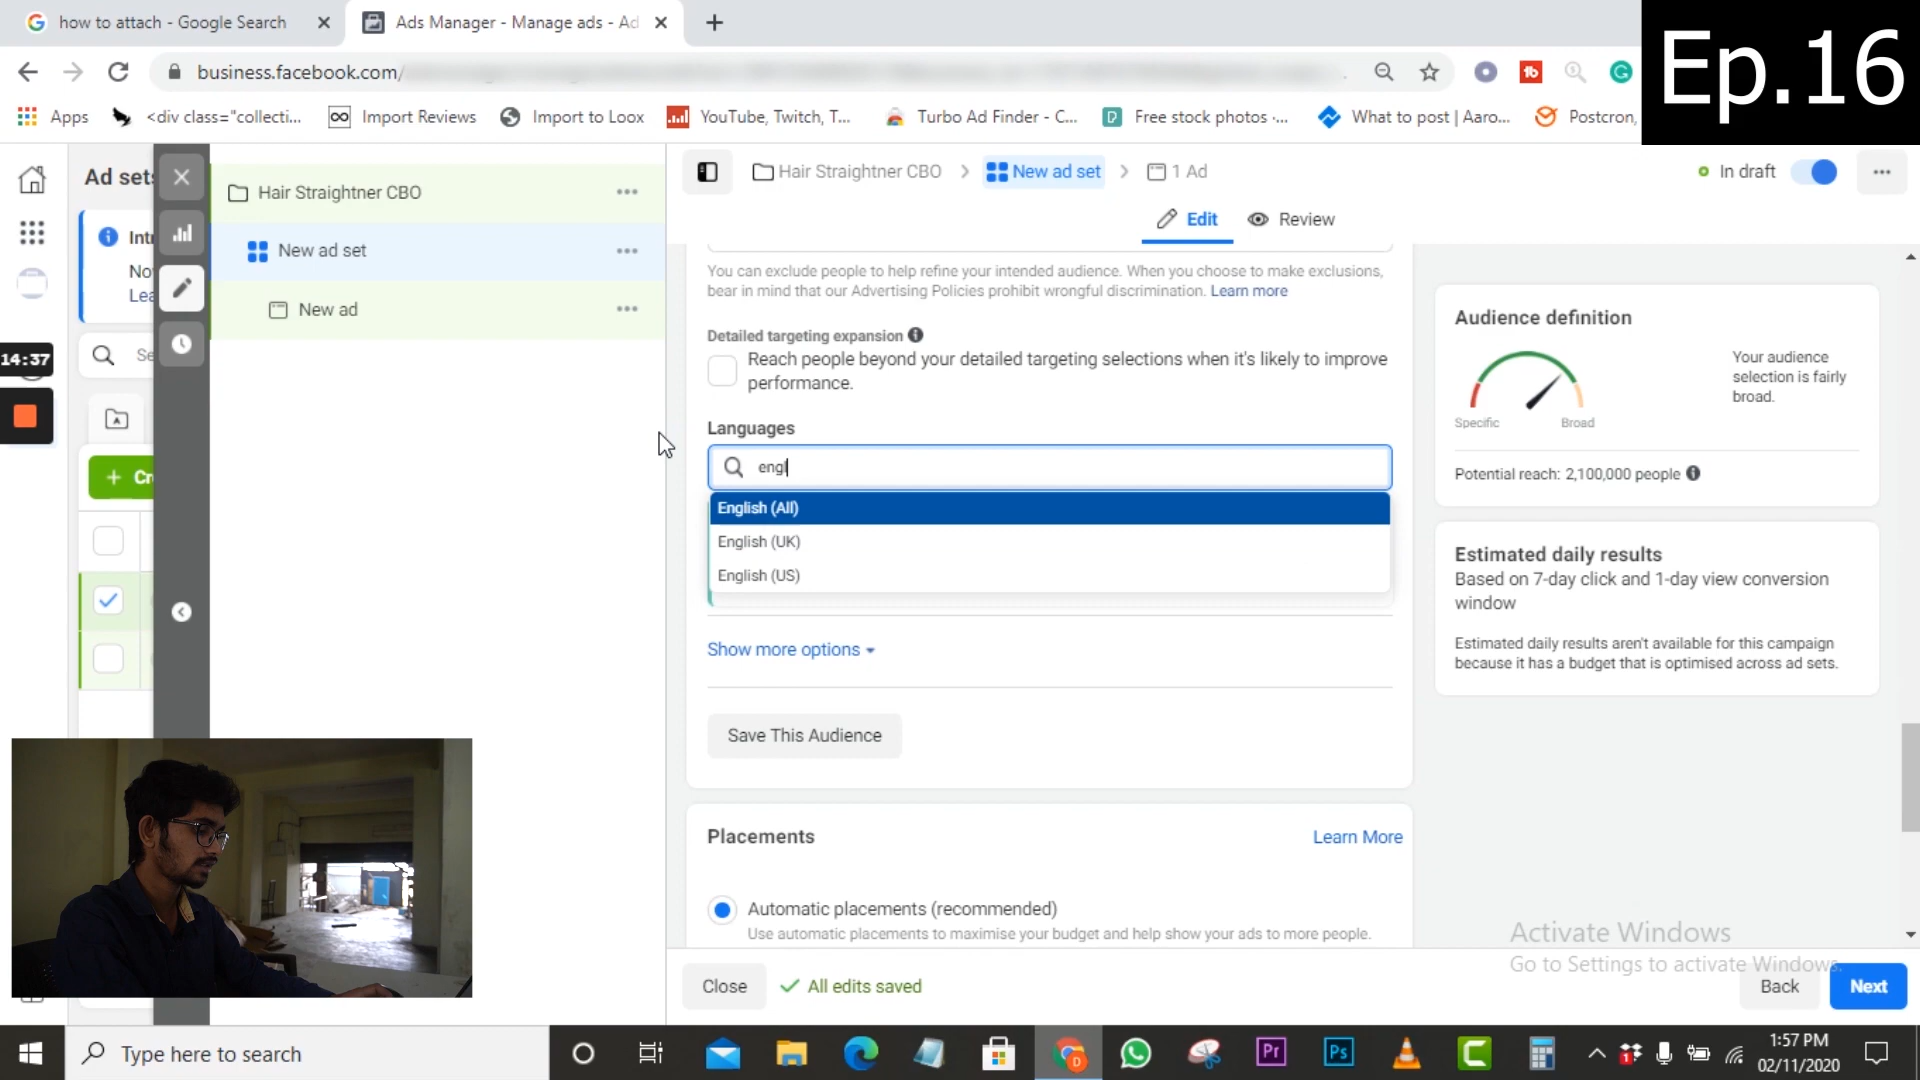 how to attach - Google Search
Ads Manager - Manage ads - Ad
Ep.16
business.facebook.com/
Apps
<div class="collecti...
Import Reviews
Import to Loox
YouTube, Twitch, T...
Turbo Ad Finder - C...
Free stock photos -...
What to post | Aaro...
Postcron,
Ad sets
Hair Straightner CBO
Hair Straightner CBO
New ad set
1 Ad
In draft
Edit
Review
New ad set
New ad
No
Lea
Se
14:37
You can exclude people to help refine your intended audience. When you choose to make exclusions,
bear in mind that our Advertising Policies prohibit wrongful discrimination. Learn more
Detailed targeting expansion
Reach people beyond your detailed targeting selections when it's likely to improve
performance.
Languages
engl
English (All)
English (UK)
English (US)
Show more options
Save This Audience
Placements
Learn More
Automatic placements (recommended)
Use automatic placements to maximise your budget and help show your ads to more people.
Audience definition
Your audience
selection is fairly
broad.
Specific
Broad
Potential reach: 2,100,000 people
Estimated daily results
Based on 7-day click and 1-day view conversion
window
Estimated daily results aren't available for this campaign
because it has a budget that is optimised across ad sets.
Activate Windows
Go to Settings to activate Windows.
Close
All edits saved
Back
Next
Type here to search
Pr
Ps
1:57 PM
02/11/2020